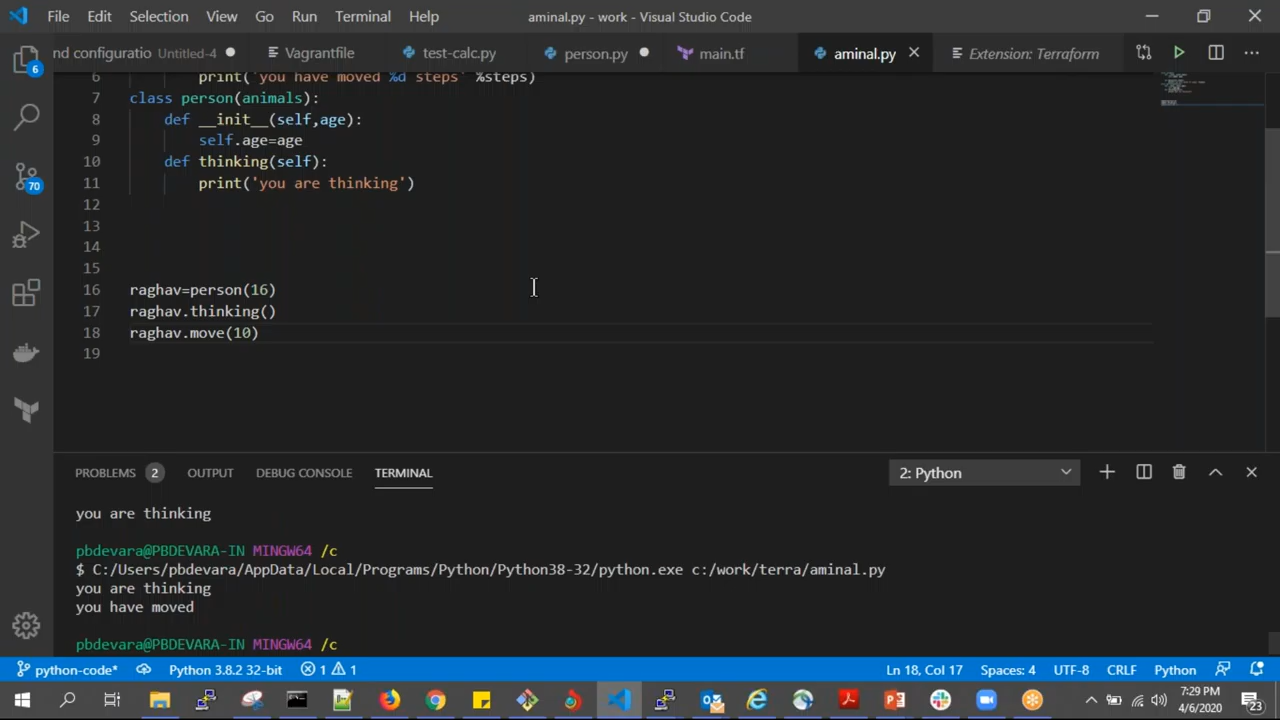 File Edit Selection View Go Run Terminal Help aminal.py - work - Visual Studio Code
nd configuratio Untitled-4 Vagrantfile test-calc.py person.py main.tf aminal.py Extension: Terraform
6 print('you have moved %d steps' %steps)
7 class person(animals):
8 def __init__(self,age):
9 self.age=age
10 def thinking(self):
11 print('you are thinking')
12
13
14
15
16 raghav=person(16)
17 raghav.thinking()
18 raghav.move(10)
19
6
70
PROBLEMS 2 OUTPUT DEBUG CONSOLE TERMINAL 2: Python
you are thinking
pbdevara@PBDEVARA-IN MINGW64 /c
$ C:/Users/pbdevara/AppData/Local/Programs/Python/Python38-32/python.exe c:/work/terra/aminal.py
you are thinking
you have moved
pbdevara@PBDEVARA-IN MINGW64 /c
python-code* Python 3.8.2 32-bit 1 1 Ln 18, Col 17 Spaces: 4 UTF-8 CRLF Python
7:29 PM
4/6/2020
23